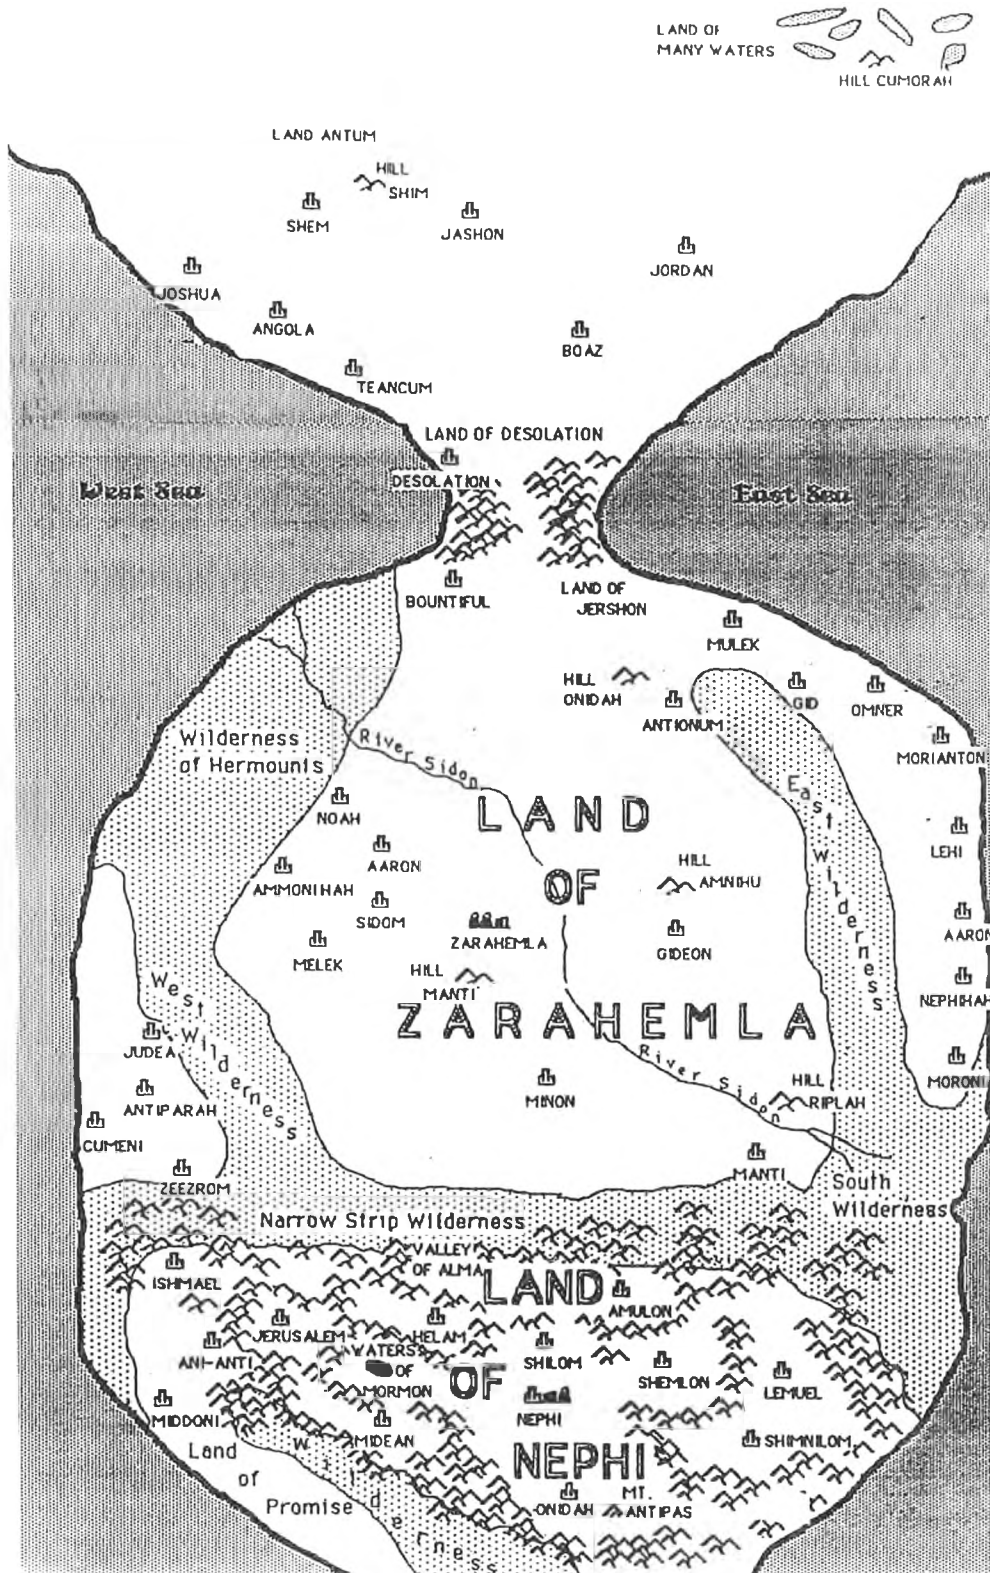 LAND OF
MANY WATERS
HILL CUMORAH
LAND ANTUM
HILL
SHIM
SHEM
JASHON
JORDAN
JOSHUA
ANGOLA
BOAZ
TEANCUM
LAND OF DESOLATION
DESOLATION
West Sea
East Sea
BOUNTIFUL
LAND OF
JERSHON
MULEK
HILL
ONIDAH
ANTIONUM
GID
OMNER
MORIANTON
Wilderness
of Hermounts
River Sidon
NOAH
LAND
East Wilderness
LEHI
AARON
AMMONIHAH
HILL
AMNIHU
OF
SIDOM
ZARAHEMLA
GIDEON
AARON
MELEK
HILL
MANTI
NEPHIHAH
West Wilderness
ZARAHEMLA
JUDEA
River Sidon
MORONI
ANTIPARAH
MINON
HILL
RIPLAH
CUMENI
ZEEZROM
MANTI
South
Wilderness
Narrow Strip Wilderness
VALLEY
OF ALMA
ISHMAEL
LAND
AMULON
JERUSALEM
HELAM
WATERS
OF
MORMON
ANI-ANTI
SHILOM
SHEMLON
LEMUEL
OF
MIDDONI
NEPHI
MIDEAN
SHIMNILOM
Land
of
Promise
Wilderness
NEPHI
ONIDAH
MT.
ANTIPAS